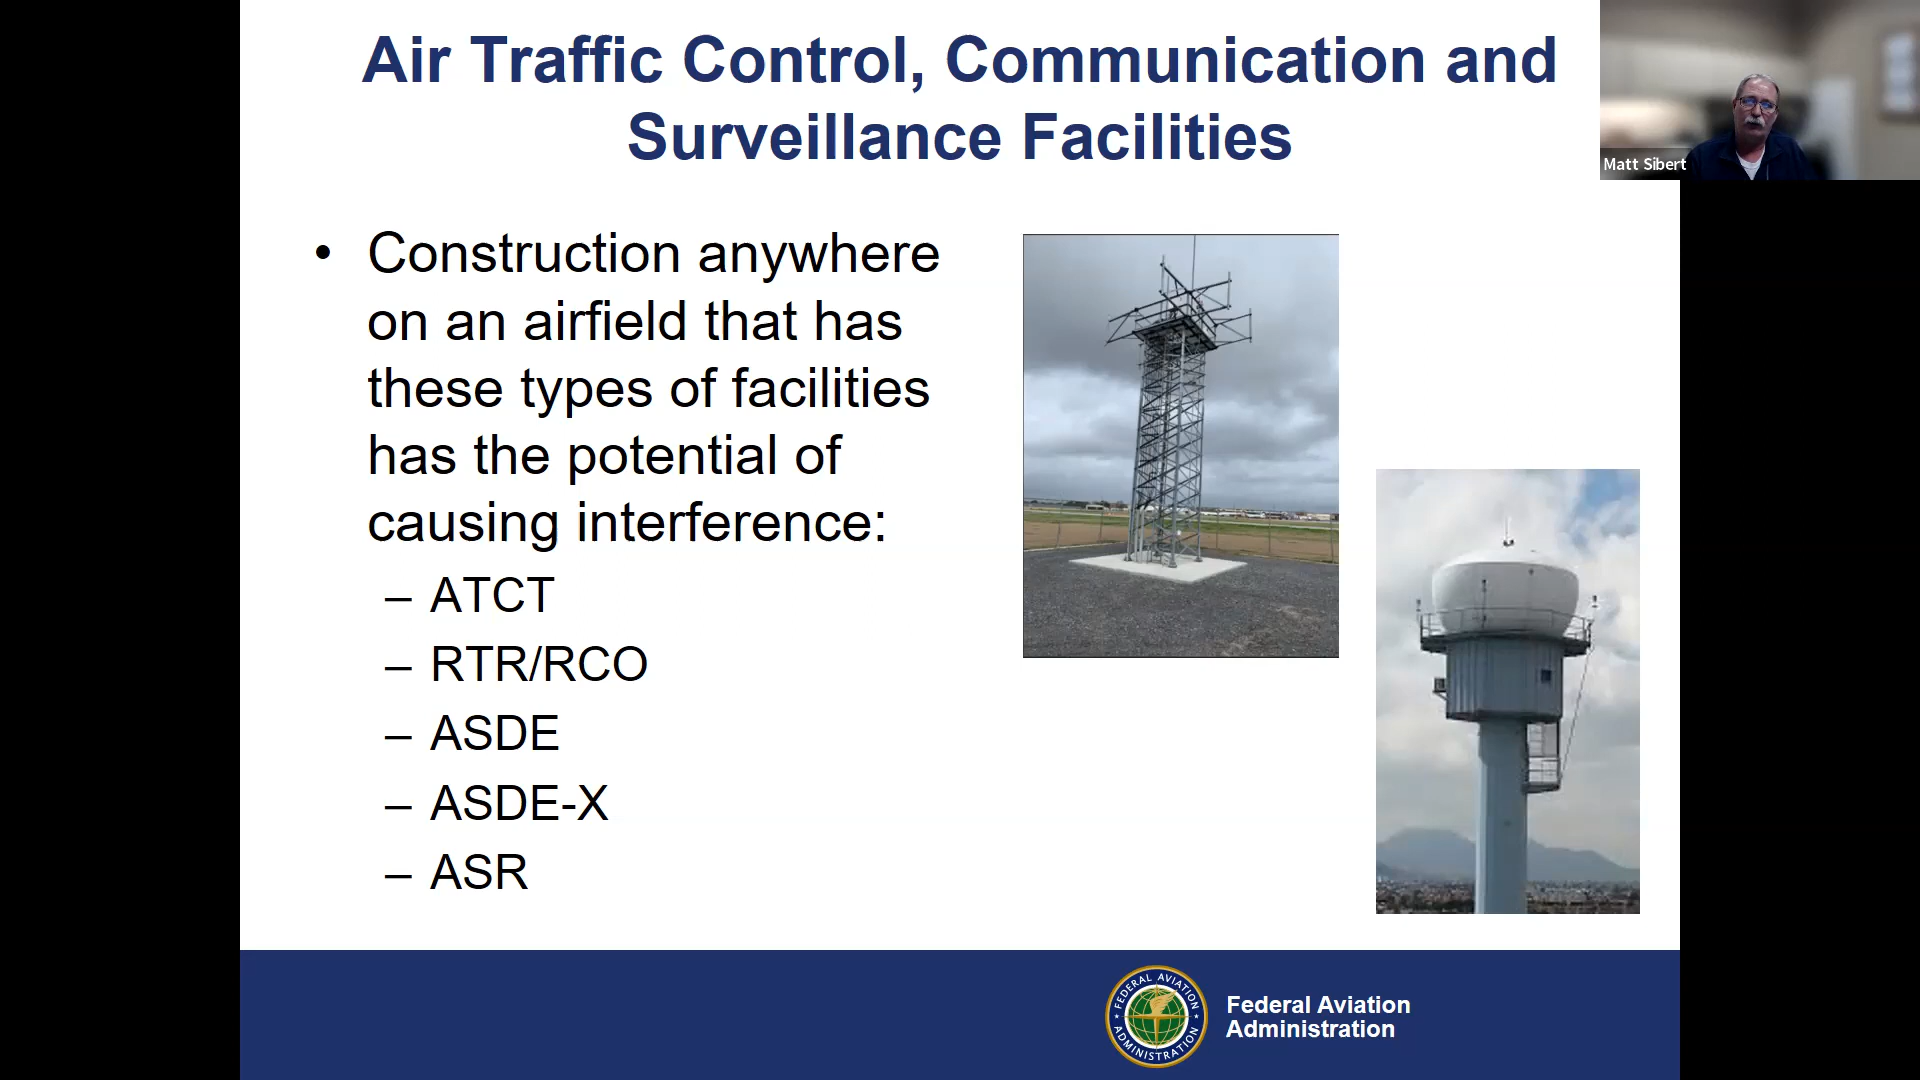 Air Traffic Control, Communication and
Surveillance Facilities
Matt Sibert
• Construction anywhere
on an airfield that has
these types of facilities
has the potential of
causing interference:
– ATCT
– RTR/RCO
– ASDE
– ASDE-X
– ASR
FEDERAL AVIATION
ADMINISTRATION
Federal Aviation
Administration